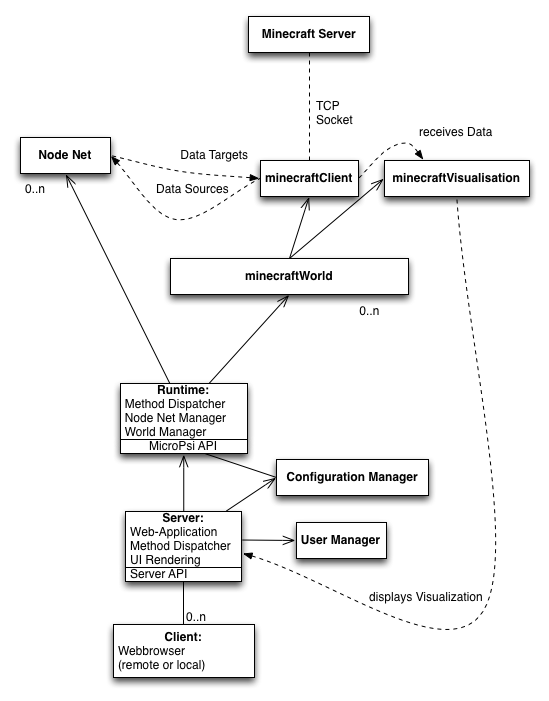 Minecraft Server
TCP
Socket
receives Data
Node Net
Data Targets
minecraftClient
minecraftVisualisation
0..n
Data Sources
minecraftWorld
0..n
Runtime:
Method Dispatcher
Node Net Manager
World Manager
MicroPsi API
Configuration Manager
Server:
Web-Application
Method Dispatcher
UI Rendering
Server API
User Manager
displays Visualization
0..n
Client:
Webbrowser
(remote or local)